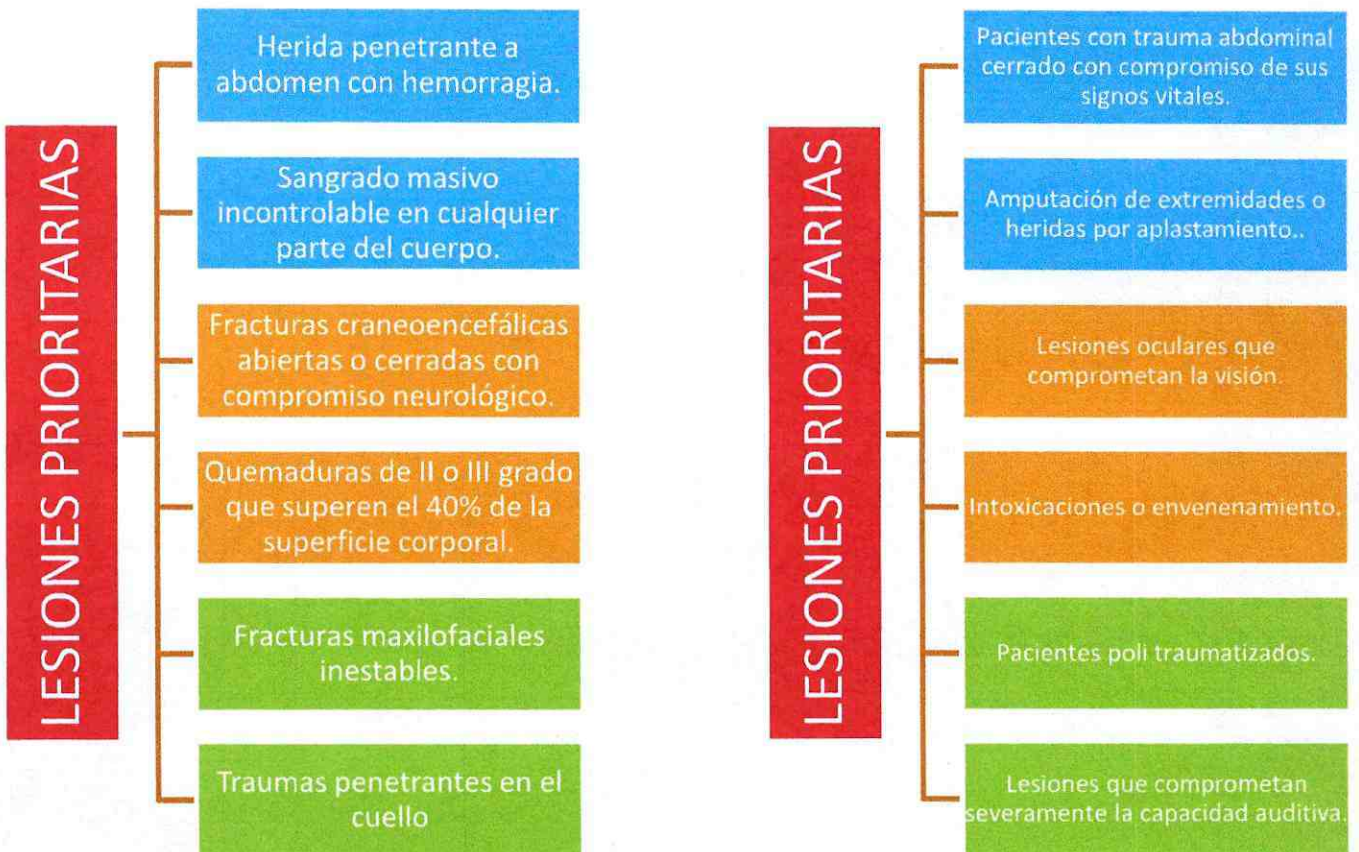 LESIONES PRIORITARIAS
Herida penetrante a
abdomen con hemorragia.
Sangrado masivo
incontrolable en cualquier
parte del cuerpo.
Fracturas craneoencefálicas
abiertas o cerradas con
compromiso neurológico.
Quemaduras de II o III grado
que superen el 40% de la
superficie corporal.
Fracturas maxilofaciales
inestables.
Traumas penetrantes en el
cuello
LESIONES PRIORITARIAS
Pacientes con trauma abdominal
cerrado con compromiso de sus
signos vitales.
Amputación de extremidades o
heridas por aplastamiento..
Lesiones oculares que
comprometan la visión.
Intoxicaciones o envenenamiento.
Pacientes poli traumatizados.
Lesiones que comprometan
severamente la capacidad auditiva.